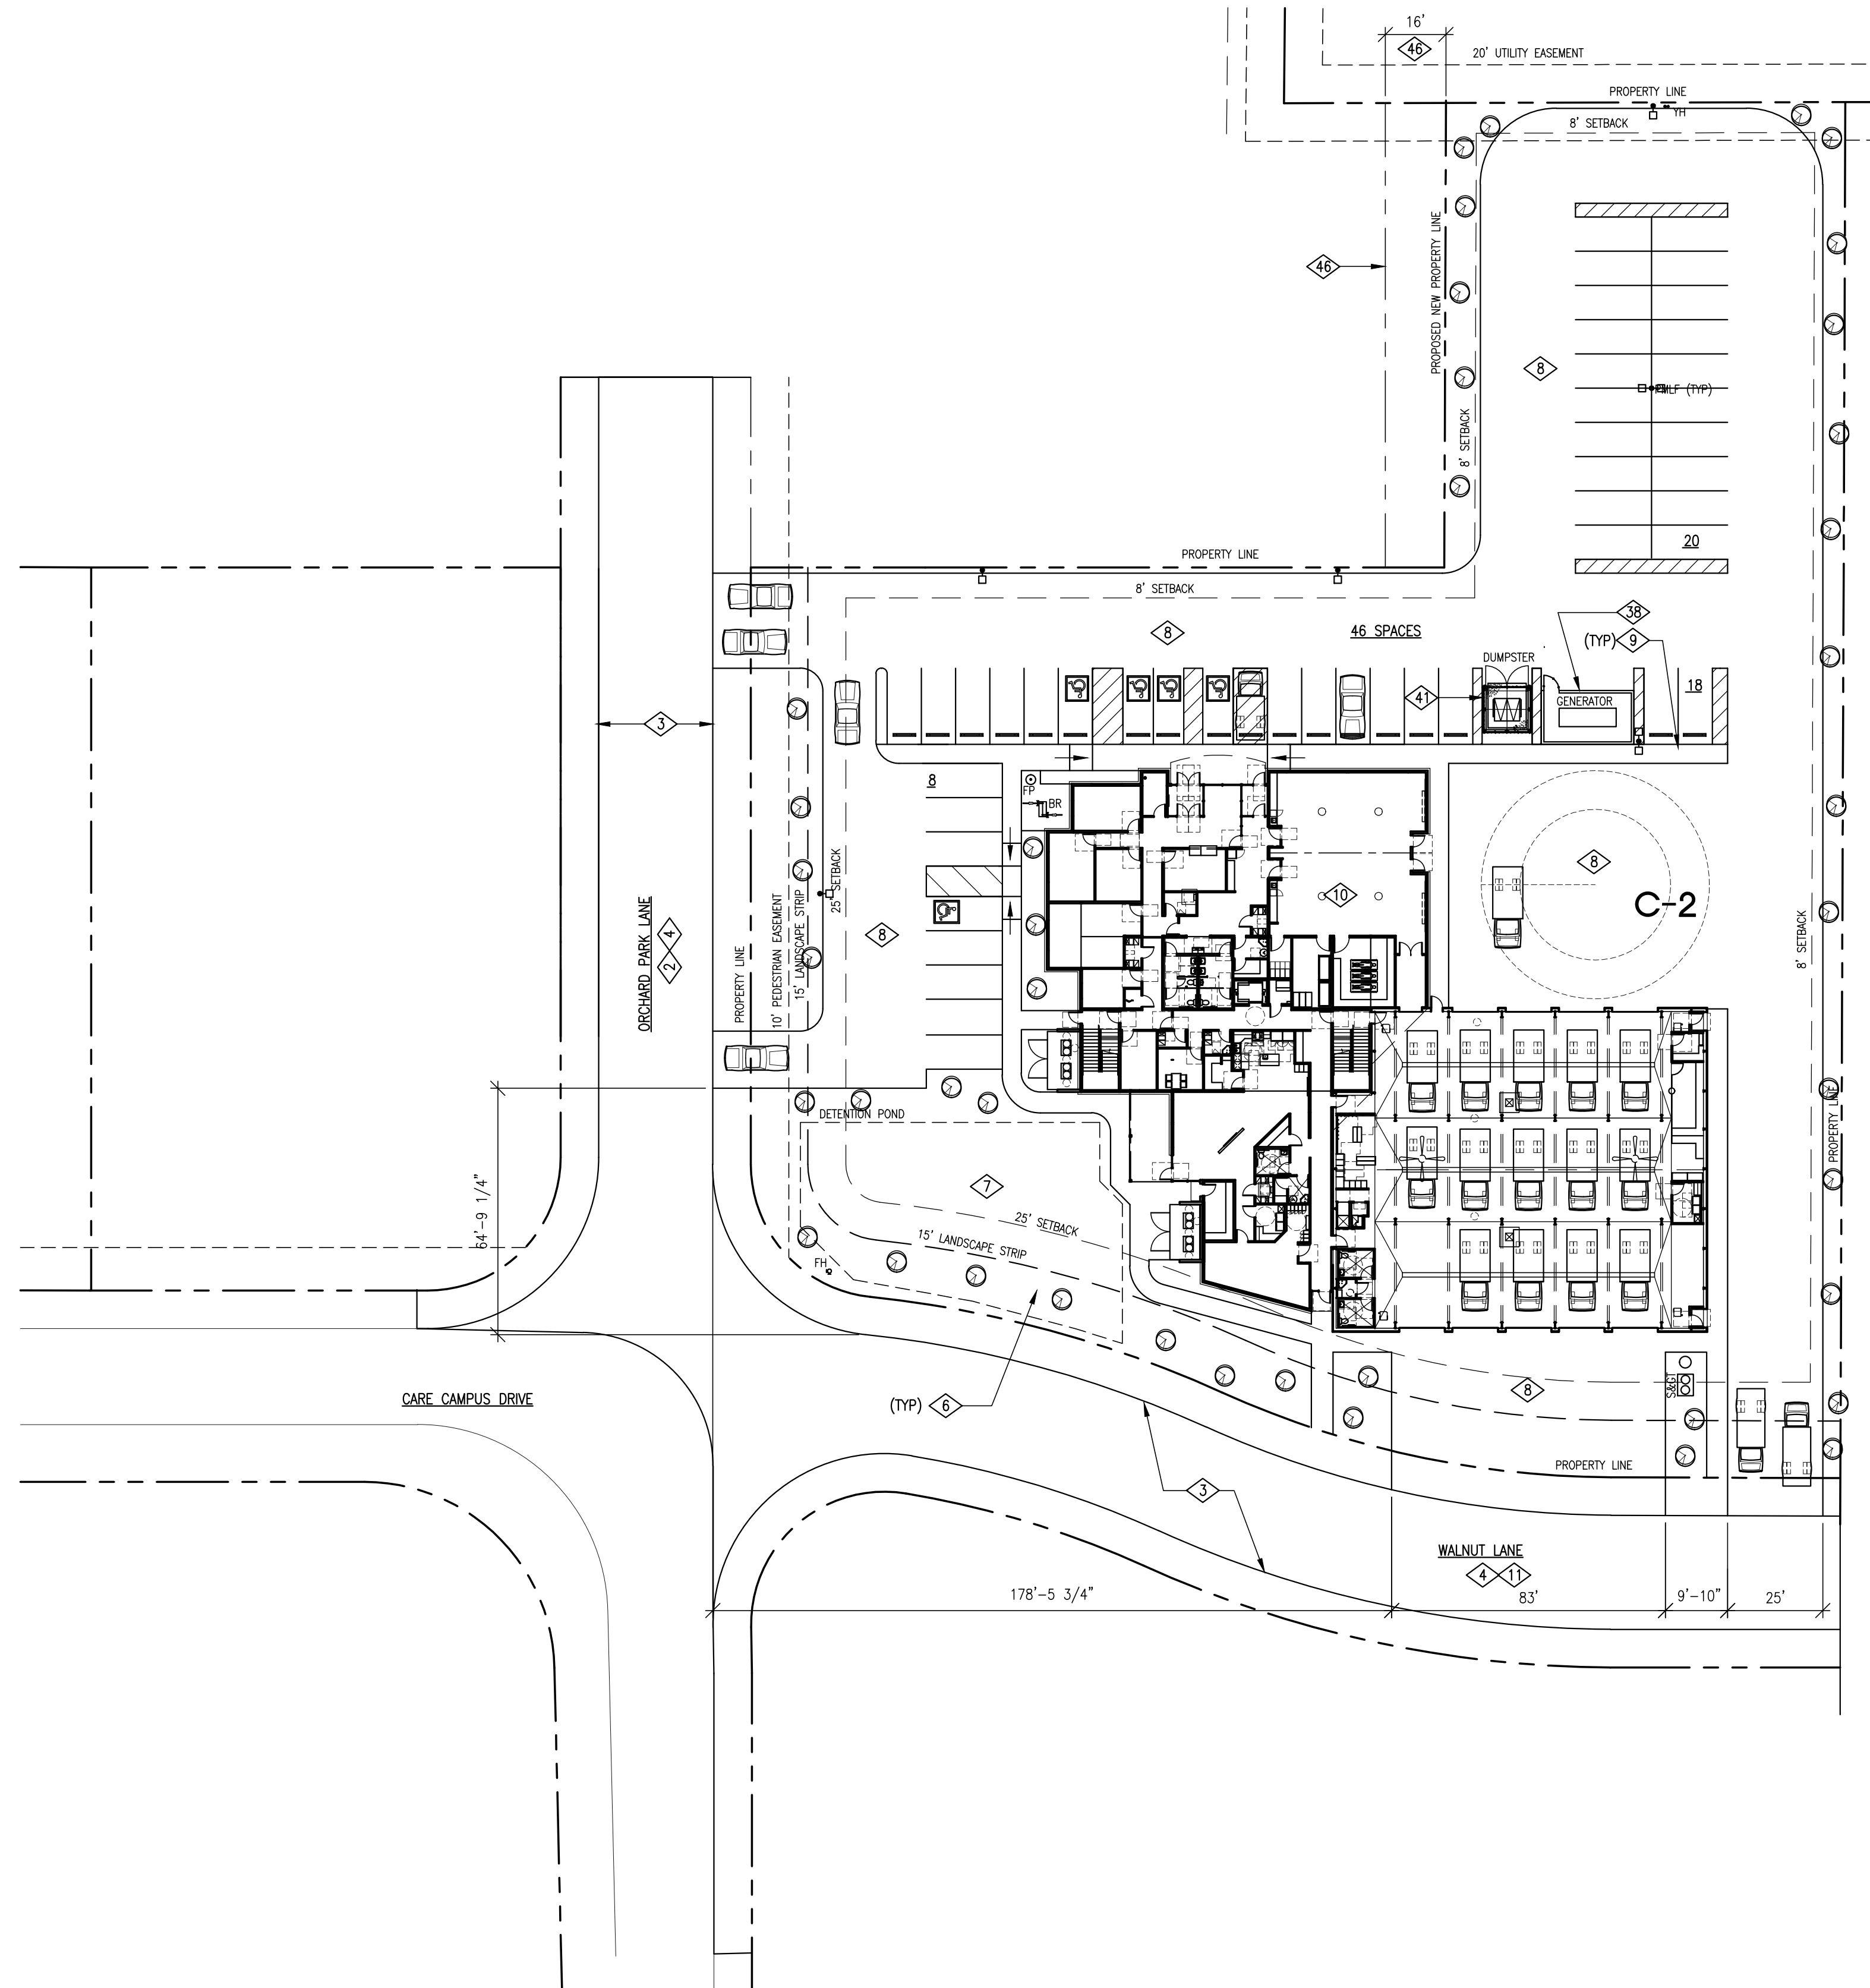 16'
46
20' UTILITY EASEMENT
PROPERTY LINE
YH
8' SETBACK
PROPOSED NEW PROPERTY LINE
46
8
(TYP)
8' SETBACK
20
PROPERTY LINE
8' SETBACK
38
8
46 SPACES
(TYP) 9
DUMPSTER
41
18
GENERATOR
3
8
FP
BR
8
10
C-2
25' SETBACK
15' LANDSCAPE STRIP
10' PEDESTRIAN EASEMENT
PROPERTY LINE
ORCHARD PARK LANE
2 4
8
8' SETBACK
PROPERTY LINE
DETENTION POND
64'-9 1/4"
7
25' SETBACK
15' LANDSCAPE STRIP
FH
CARE CAMPUS DRIVE
(TYP) 6
8
S&GT
PROPERTY LINE
3
WALNUT LANE
4 11
178'-5 3/4"
83'
9'-10"
25'